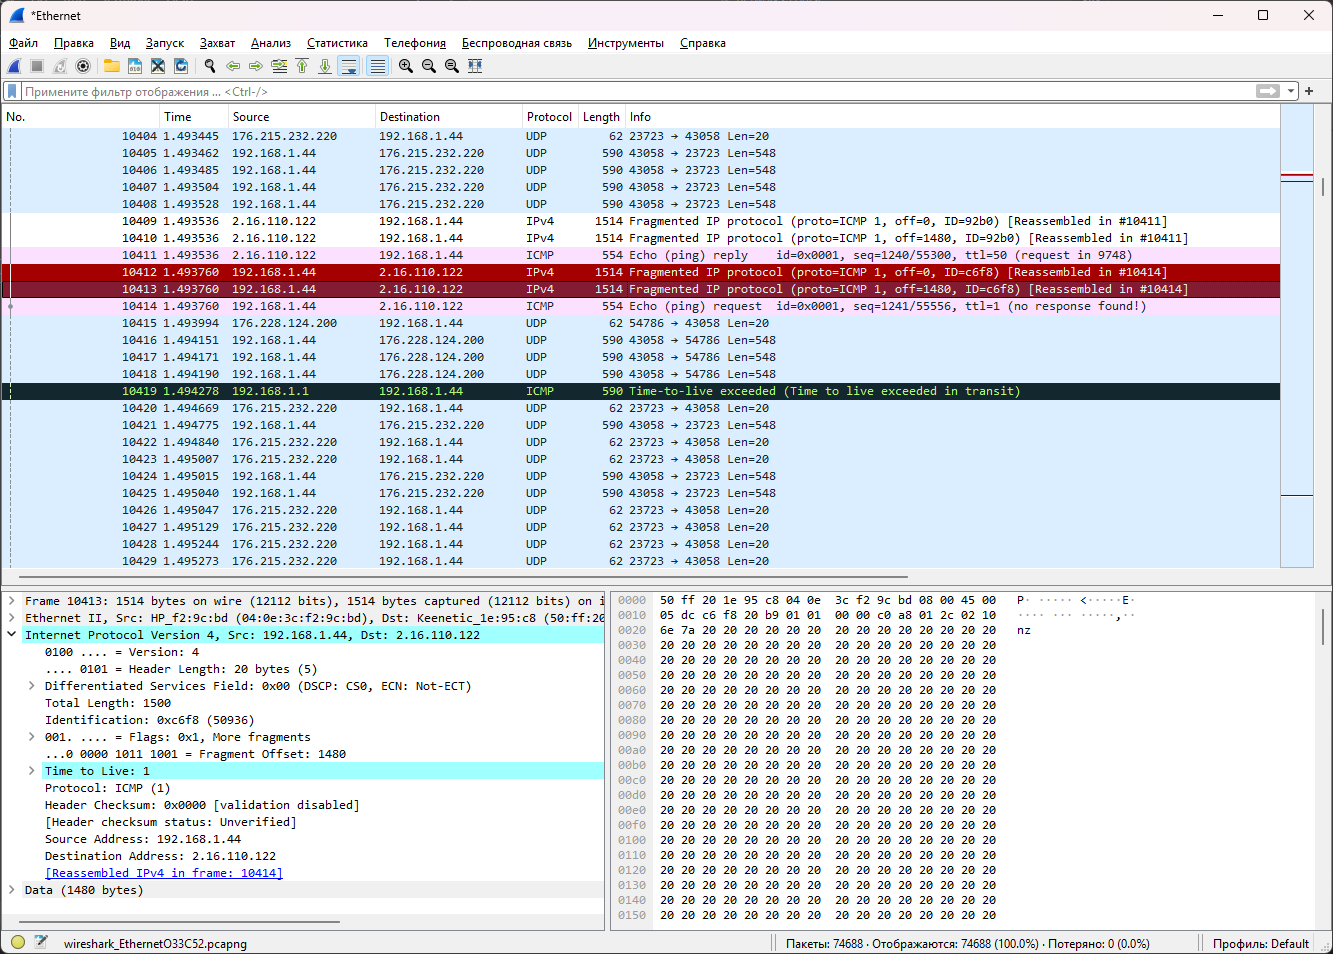 *Ethernet
Файл Правка Вид Запуск Захват Анализ Статистика Телефония Беспроводная связь Инструменты Справка
Примените фильтр отображения ... <Ctrl-/>
No. Time Source Destination Protocol Length Info
10404 1.493445 176.215.232.220 192.168.1.44 UDP 62 23723 → 43058 Len=20
10405 1.493462 192.168.1.44 176.215.232.220 UDP 590 43058 → 23723 Len=548
10406 1.493485 192.168.1.44 176.215.232.220 UDP 590 43058 → 23723 Len=548
10407 1.493504 192.168.1.44 176.215.232.220 UDP 590 43058 → 23723 Len=548
10408 1.493528 192.168.1.44 176.215.232.220 UDP 590 43058 → 23723 Len=548
10409 1.493536 2.16.110.122 192.168.1.44 IPv4 1514 Fragmented IP protocol (proto=ICMP 1, off=0, ID=92b0) [Reassembled in #10411]
10410 1.493536 2.16.110.122 192.168.1.44 IPv4 1514 Fragmented IP protocol (proto=ICMP 1, off=1480, ID=92b0) [Reassembled in #10411]
10411 1.493536 2.16.110.122 192.168.1.44 ICMP 554 Echo (ping) reply id=0x0001, seq=1240/55300, ttl=50 (request in 9748)
10412 1.493760 192.168.1.44 2.16.110.122 IPv4 1514 Fragmented IP protocol (proto=ICMP 1, off=0, ID=c6f8) [Reassembled in #10414]
10413 1.493760 192.168.1.44 2.16.110.122 IPv4 1514 Fragmented IP protocol (proto=ICMP 1, off=1480, ID=c6f8) [Reassembled in #10414]
10414 1.493760 192.168.1.44 2.16.110.122 ICMP 554 Echo (ping) request id=0x0001, seq=1241/55556, ttl=1 (no response found!)
10415 1.493994 176.228.124.200 192.168.1.44 UDP 62 54786 → 43058 Len=20
10416 1.494151 192.168.1.44 176.228.124.200 UDP 590 43058 → 54786 Len=548
10417 1.494171 192.168.1.44 176.228.124.200 UDP 590 43058 → 54786 Len=548
10418 1.494190 192.168.1.44 176.228.124.200 UDP 590 43058 → 54786 Len=548
10419 1.494278 192.168.1.1 192.168.1.44 ICMP 590 Time-to-live exceeded (Time to live exceeded in transit)
10420 1.494669 176.215.232.220 192.168.1.44 UDP 62 23723 → 43058 Len=20
10421 1.494775 192.168.1.44 176.215.232.220 UDP 590 43058 → 23723 Len=548
10422 1.494840 176.215.232.220 192.168.1.44 UDP 62 23723 → 43058 Len=20
10423 1.495007 176.215.232.220 192.168.1.44 UDP 62 23723 → 43058 Len=20
10424 1.495015 192.168.1.44 176.215.232.220 UDP 590 43058 → 23723 Len=548
10425 1.495040 192.168.1.44 176.215.232.220 UDP 590 43058 → 23723 Len=548
10426 1.495047 176.215.232.220 192.168.1.44 UDP 62 23723 → 43058 Len=20
10427 1.495129 176.215.232.220 192.168.1.44 UDP 62 23723 → 43058 Len=20
10428 1.495244 176.215.232.220 192.168.1.44 UDP 62 23723 → 43058 Len=20
10429 1.495273 176.215.232.220 192.168.1.44 UDP 62 23723 → 43058 Len=20
Frame 10413: 1514 bytes on wire (12112 bits), 1514 bytes captured (12112 bits) on i
Ethernet II, Src: HP_f2:9c:bd (04:0e:3c:f2:9c:bd), Dst: Keenetic_1e:95:c8 (50:ff:20
Internet Protocol Version 4, Src: 192.168.1.44, Dst: 2.16.110.122
0100 .... = Version: 4
.... 0101 = Header Length: 20 bytes (5)
Differentiated Services Field: 0x00 (DSCP: CS0, ECN: Not-ECT)
Total Length: 1500
Identification: 0xc6f8 (50936)
001. .... = Flags: 0x1, More fragments
...0 0000 1011 1001 = Fragment Offset: 1480
Time to Live: 1
Protocol: ICMP (1)
Header Checksum: 0x0000 [validation disabled]
[Header checksum status: Unverified]
Source Address: 192.168.1.44
Destination Address: 2.16.110.122
[Reassembled IPv4 in frame: 10414]
Data (1480 bytes)
0000 50 ff 20 1e 95 c8 04 0e 3c f2 9c bd 08 00 45 00 P· ····· <·····E·
0010 05 dc c6 f8 20 b9 01 01 00 00 c0 a8 01 2c 02 10 ···· ··· ·····,··
0020 6e 7a 20 20 20 20 20 20 20 20 20 20 20 20 20 20 nz
0030 20 20 20 20 20 20 20 20 20 20 20 20 20 20 20 20
0040 20 20 20 20 20 20 20 20 20 20 20 20 20 20 20 20
0050 20 20 20 20 20 20 20 20 20 20 20 20 20 20 20 20
0060 20 20 20 20 20 20 20 20 20 20 20 20 20 20 20 20
0070 20 20 20 20 20 20 20 20 20 20 20 20 20 20 20 20
0080 20 20 20 20 20 20 20 20 20 20 20 20 20 20 20 20
0090 20 20 20 20 20 20 20 20 20 20 20 20 20 20 20 20
00a0 20 20 20 20 20 20 20 20 20 20 20 20 20 20 20 20
00b0 20 20 20 20 20 20 20 20 20 20 20 20 20 20 20 20
00c0 20 20 20 20 20 20 20 20 20 20 20 20 20 20 20 20
00d0 20 20 20 20 20 20 20 20 20 20 20 20 20 20 20 20
00e0 20 20 20 20 20 20 20 20 20 20 20 20 20 20 20 20
00f0 20 20 20 20 20 20 20 20 20 20 20 20 20 20 20 20
0100 20 20 20 20 20 20 20 20 20 20 20 20 20 20 20 20
0110 20 20 20 20 20 20 20 20 20 20 20 20 20 20 20 20
0120 20 20 20 20 20 20 20 20 20 20 20 20 20 20 20 20
0130 20 20 20 20 20 20 20 20 20 20 20 20 20 20 20 20
0140 20 20 20 20 20 20 20 20 20 20 20 20 20 20 20 20
0150 20 20 20 20 20 20 20 20 20 20 20 20 20 20 20 20
wireshark_EthernetO33C52.pcapng Пакеты: 74688 · Отображаются: 74688 (100.0%) · Потеряно: 0 (0.0%) Профиль: Default